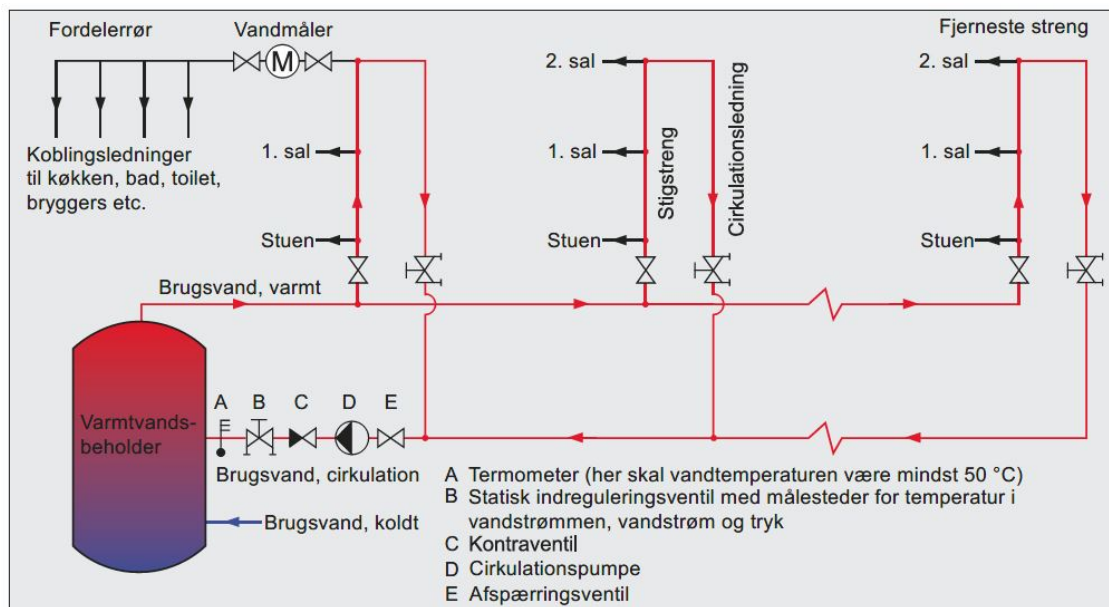 Fordelerrør
Vandmåler
Fjerneste streng
M
2. sal
2. sal
Koblingsledninger
til køkken, bad, toilet,
bryggers etc.
1. sal
1. sal
1. sal
Stigstreng
Cirkulationsledning
Stuen
Stuen
Stuen
Brugsvand, varmt
Varmtvands-
beholder
A B C D E
Brugsvand, cirkulation
Brugsvand, koldt
A Termometer (her skal vandtemperaturen være mindst 50 °C)
B Statisk indreguleringsventil med målesteder for temperatur i
vandstrømmen, vandstrøm og tryk
C Kontraventil
D Cirkulationspumpe
E Afspærringsventil